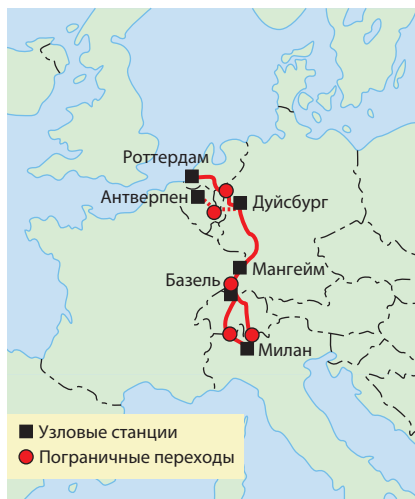 Роттердам
Антверпен
Дуйсбург
Мангейм
Базель
Милан
Узловые станции
Пограничные переходы